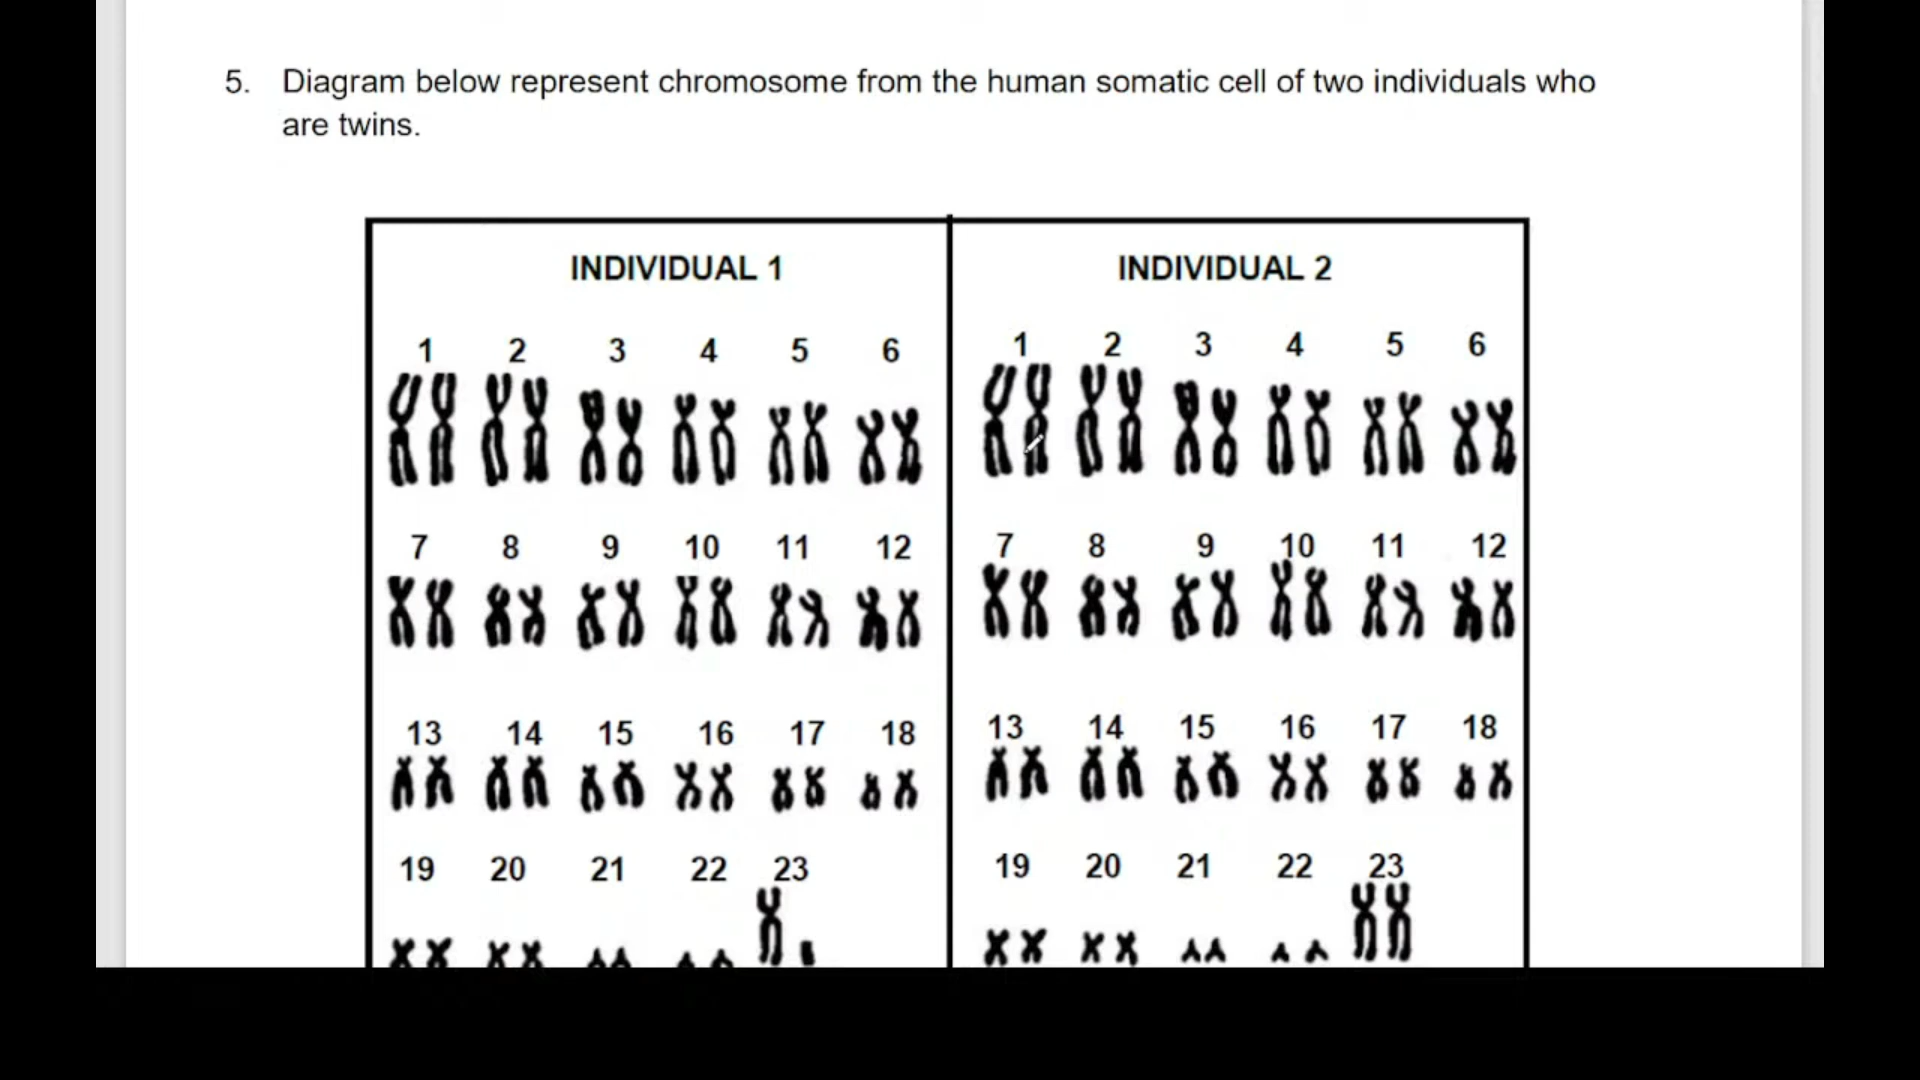 5. Diagram below represent chromosome from the human somatic cell of two individuals who
are twins.
INDIVIDUAL 1
1 2 3 4 5 6
7 8 9 10 11 12
13 14 15 16 17 18
19 20 21 22 23
INDIVIDUAL 2
1 2 3 4 5 6
7 8 9 10 11 12
13 14 15 16 17 18
19 20 21 22 23